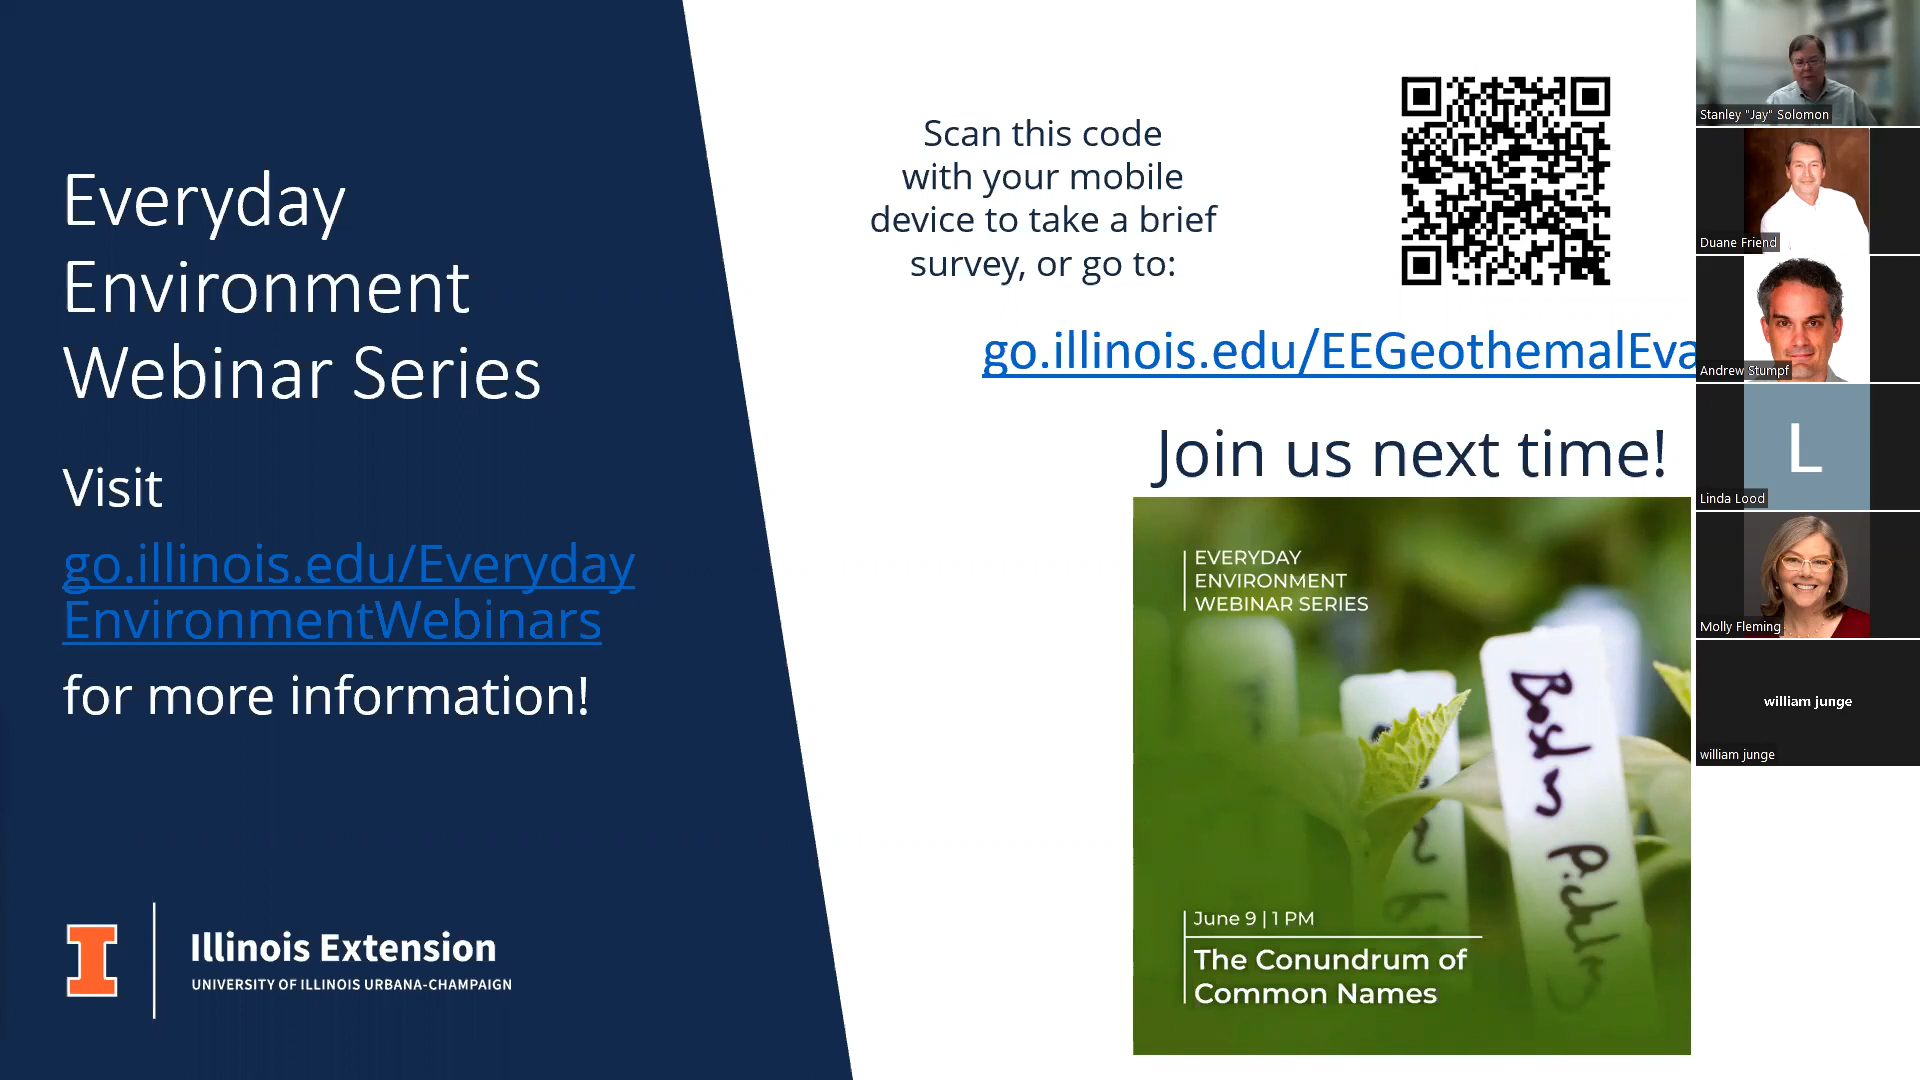 Everyday
Environment
Webinar Series
Visit
go.illinois.edu/Everyday
EnvironmentWebinars
for more information!
I
Illinois Extension
UNIVERSITY OF ILLINOIS URBANA-CHAMPAIGN
Scan this code
with your mobile
device to take a brief
survey, or go to:
go.illinois.edu/EEGeothemalEva
Join us next time!
EVERYDAY
ENVIRONMENT
WEBINAR SERIES
June 9 | 1 PM
The Conundrum of
Common Names
Stanley "Jay" Solomon
Duane Friend
Andrew Stumpf
L
Linda Lood
Molly Fleming
william junge
william junge